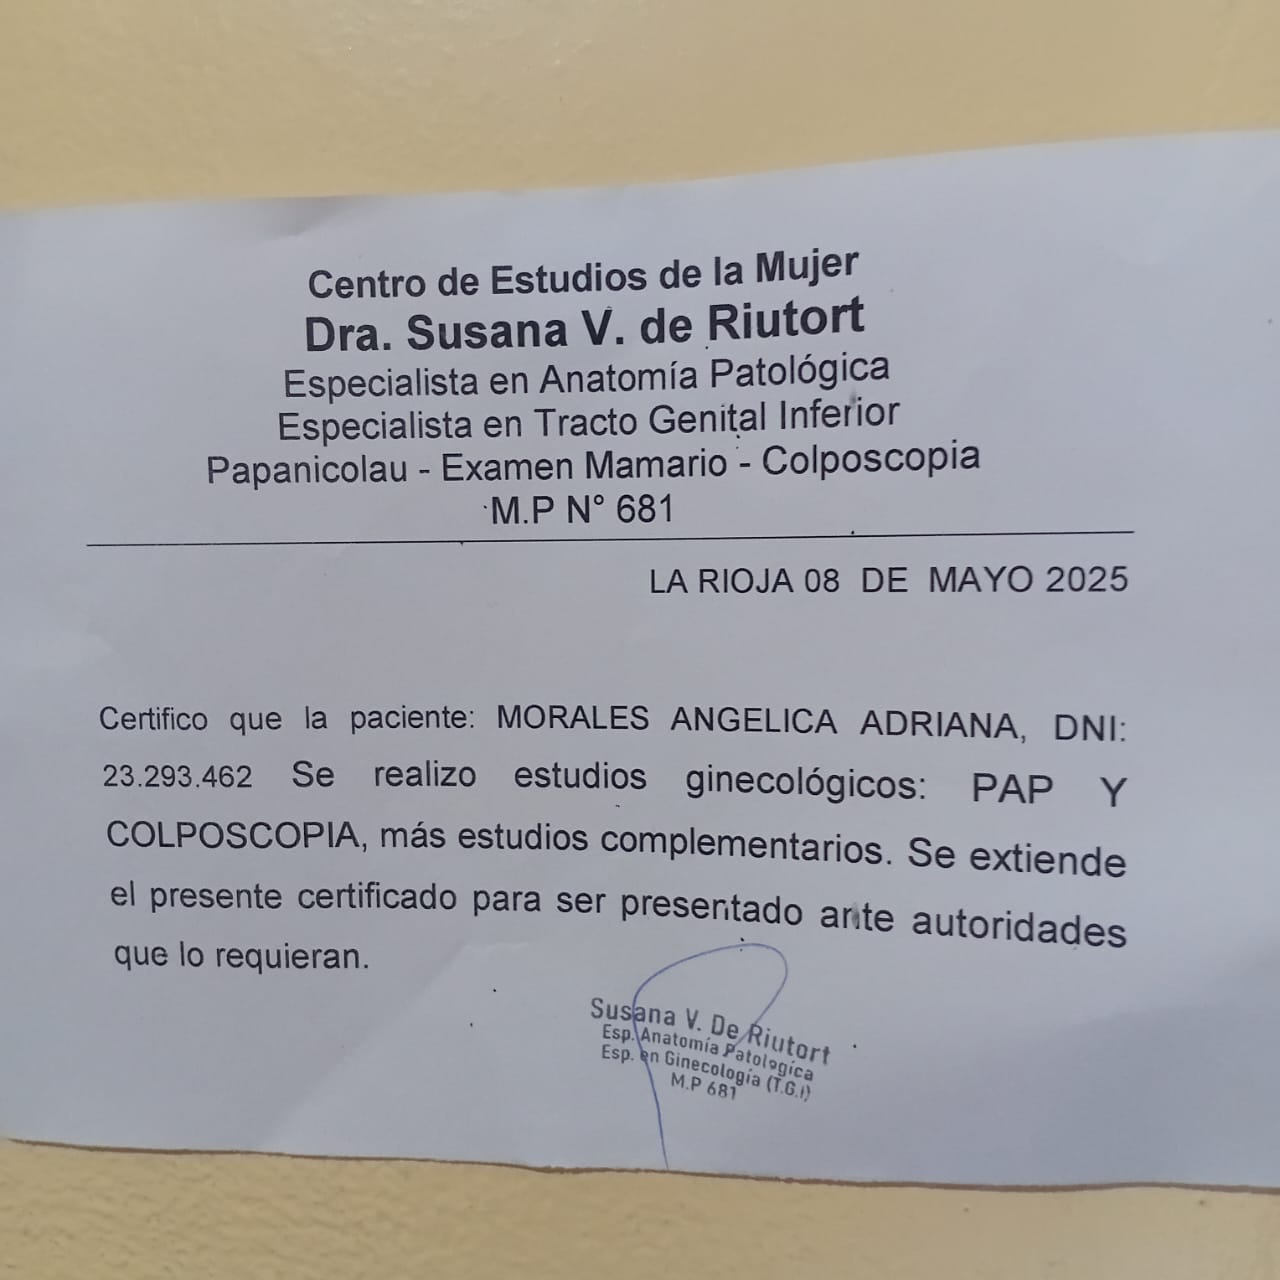 Centro de Estudios de la Mujer
Dra. Susana V. de Riutort
Especialista en Anatomía Patológica
Especialista en Tracto Genital Inferior
Papanicolau - Examen Mamario - Colposcopia
M.P N° 681
LA RIOJA 08 DE MAYO 2025
Certifico que la paciente: MORALES ANGELICA ADRIANA, DNI:
23.293.462 Se realizo estudios ginecológicos: PAP Y
COLPOSCOPIA, más estudios complementarios. Se extiende
el presente certificado para ser presentado ante autoridades
que lo requieran.
Susana V. De Riutort
Esp. Anatomía Patologíca
Esp. en Ginecología (T.G.I)
M.P 681